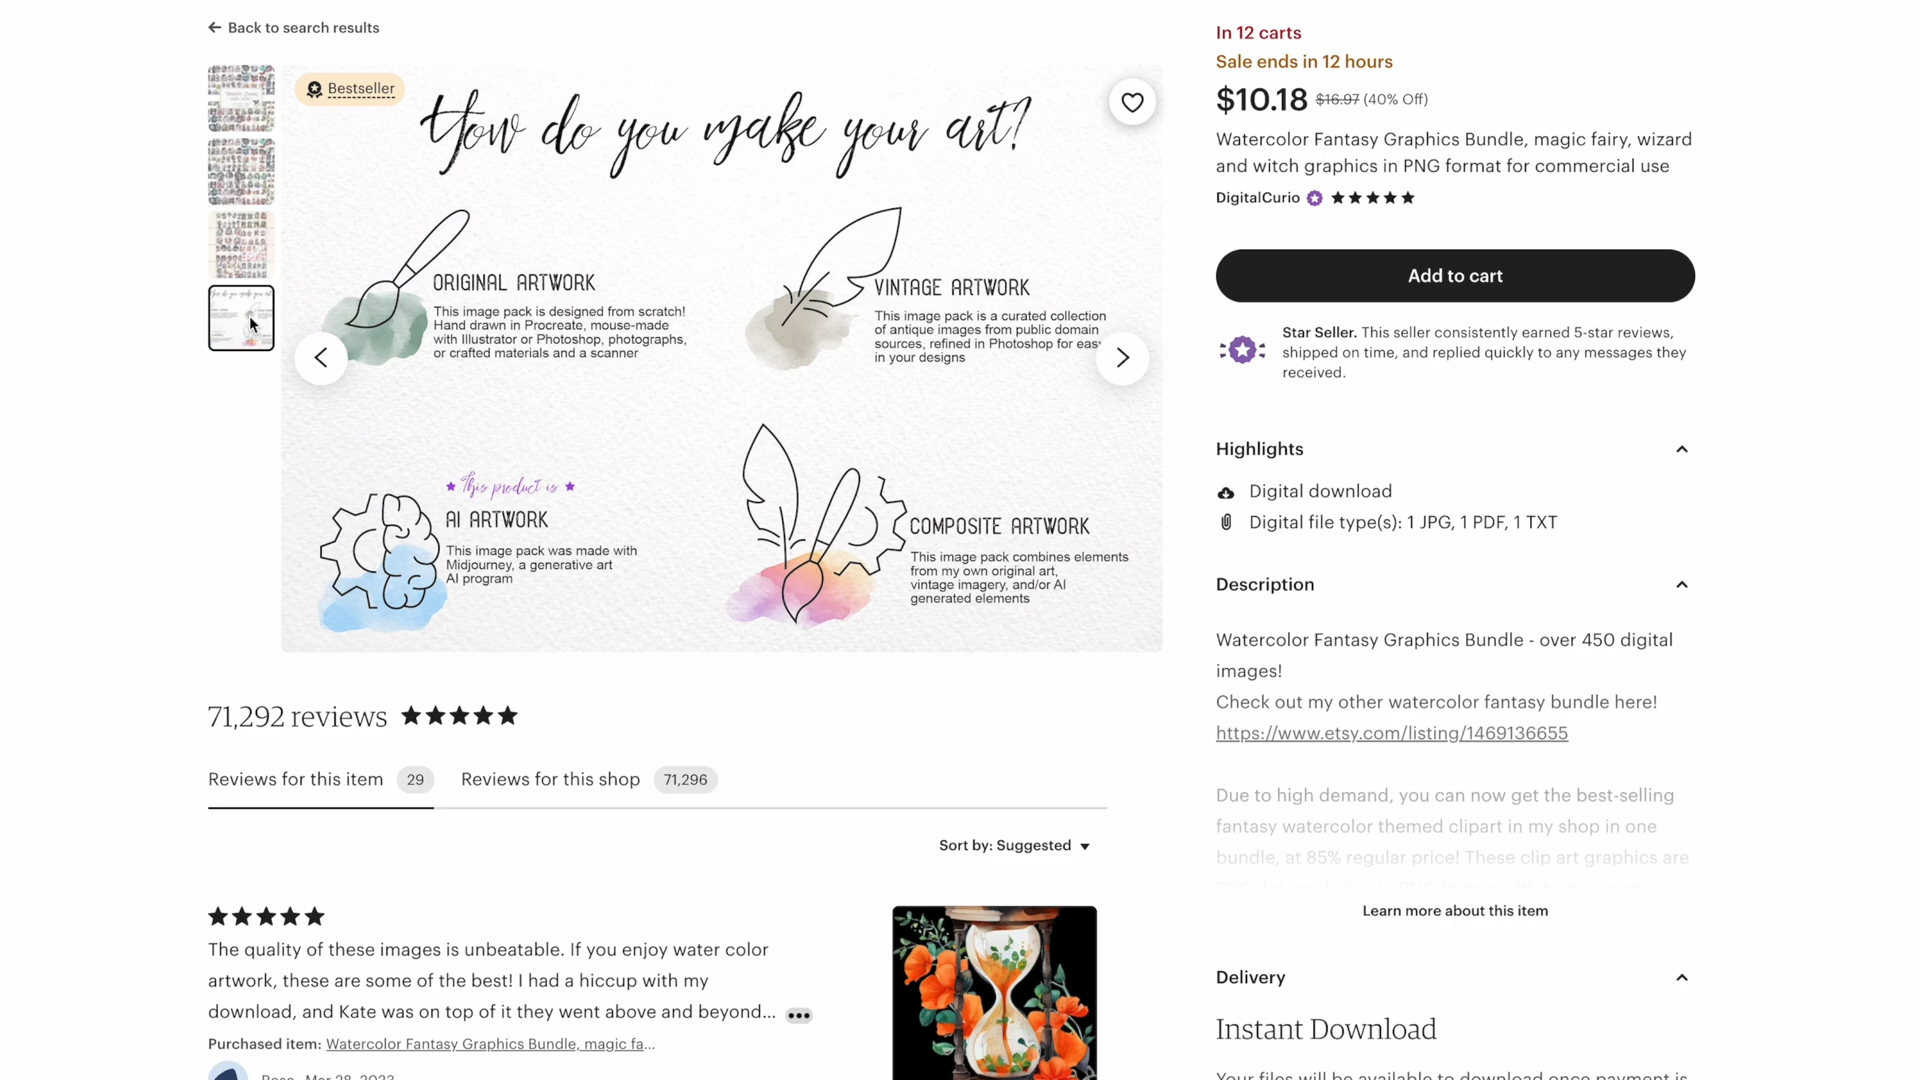 Back to search results
Bestseller
How do you make your art?
ORIGINAL ARTWORK
This image pack is designed from scratch!
Hand drawn in Procreate, mouse-made
with Illustrator or Photoshop, photographs,
or crafted materials and a scanner
VINTAGE ARTWORK
This image pack is a curated collection
of antique images from public domain
sources, refined in Photoshop for easy
in your designs
This product is
AI ARTWORK
This image pack was made with
Midjourney, a generative art
AI program
COMPOSITE ARTWORK
This image pack combines elements
from my own original art,
vintage imagery, and/or AI
generated elements
71,292 reviews
Reviews for this item 29 Reviews for this shop 71,296
Sort by: Suggested
The quality of these images is unbeatable. If you enjoy water color
artwork, these are some of the best! I had a hiccup with my
download, and Kate was on top of it they went above and beyond...
Purchased item: Watercolor Fantasy Graphics Bundle, magic fa...
In 12 carts
Sale ends in 12 hours
$10.18 $16.97 (40% Off)
Watercolor Fantasy Graphics Bundle, magic fairy, wizard
and witch graphics in PNG format for commercial use
DigitalCurio
Add to cart
Star Seller. This seller consistently earned 5-star reviews,
shipped on time, and replied quickly to any messages they
received.
Highlights
Digital download
Digital file type(s): 1 JPG, 1 PDF, 1 TXT
Description
Watercolor Fantasy Graphics Bundle - over 450 digital
images!
Check out my other watercolor fantasy bundle here!
https://www.etsy.com/listing/1469136655
Due to high demand, you can now get the best-selling
fantasy watercolor themed clipart in my shop in one
bundle, at 85% regular price! These clip art graphics are
Learn more about this item
Delivery
Instant Download
Your files will be available to download once payment is